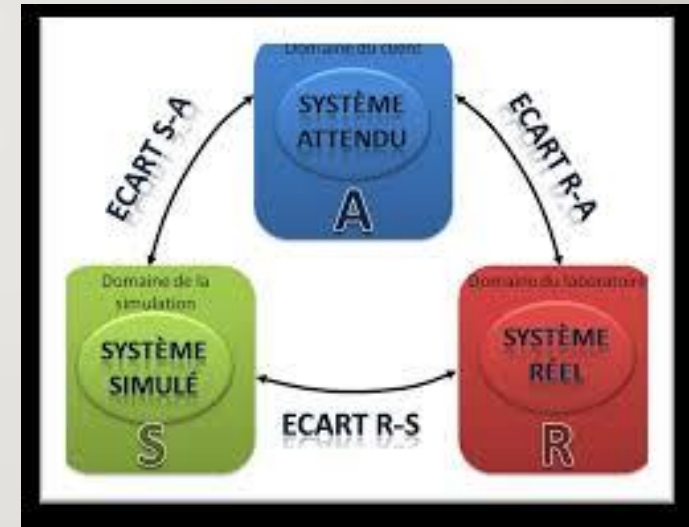 Domaine du client
SYSTÈME
ATTENDU
A
ECART S-A
ECART R-A
Domaine de la
simulation
SYSTÈME
SIMULÉ
S
Domaine du laboratoire
SYSTÈME
RÉEL
R
ECART R-S